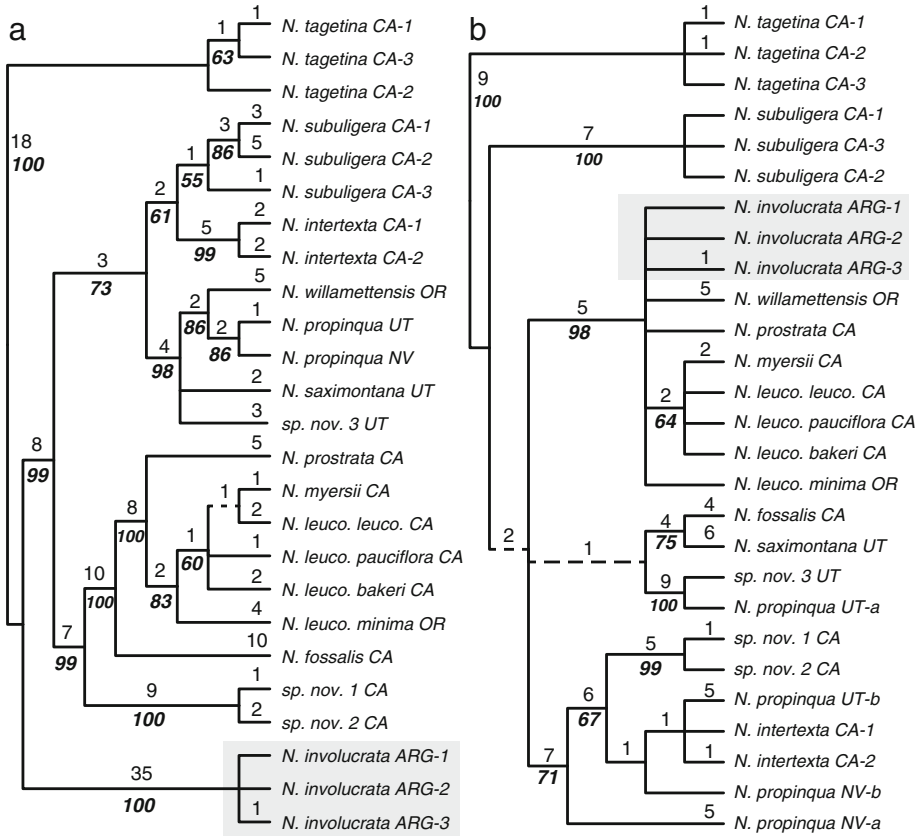 a
1
N. tagetina CA-1
1
63
N. tagetina CA-3
N. tagetina CA-2
18
100
3
N. subuligera CA-1
3
86
5
N. subuligera CA-2
1
55
1
N. subuligera CA-3
2
61
2
N. intertexta CA-1
5
99
2
N. intertexta CA-2
3
73
5
N. willamettensis OR
2
86
1
N. propinqua UT
2
86
N. propinqua NV
4
98
2
N. saximontana UT
3
sp. nov. 3 UT
8
99
5
N. prostrata CA
8
100
1
1
N. myersii CA
2
N. leuco. leuco. CA
1
60
1
N. leuco. pauciflora CA
2
N. leuco. bakeri CA
2
83
4
N. leuco. minima OR
10
100
10
N. fossalis CA
7
99
9
100
1
sp. nov. 1 CA
2
sp. nov. 2 CA
35
100
N. involucrata ARG-1
N. involucrata ARG-2
1
N. involucrata ARG-3
b
1
N. tagetina CA-1
1
N. tagetina CA-2
N. tagetina CA-3
9
100
N. subuligera CA-1
7
100
N. subuligera CA-3
N. subuligera CA-2
N. involucrata ARG-1
N. involucrata ARG-2
1
N. involucrata ARG-3
5
98
5
N. willamettensis OR
N. prostrata CA
2
N. myersii CA
2
64
N. leuco. leuco. CA
N. leuco. pauciflora CA
N. leuco. bakeri CA
N. leuco. minima OR
2
1
4
N. fossalis CA
4
75
6
N. saximontana UT
9
100
sp. nov. 3 UT
N. propinqua UT-a
5
99
1
sp. nov. 1 CA
sp. nov. 2 CA
6
67
5
N. propinqua UT-b
1
1
N. intertexta CA-1
1
N. intertexta CA-2
N. propinqua NV-b
7
71
5
N. propinqua NV-a